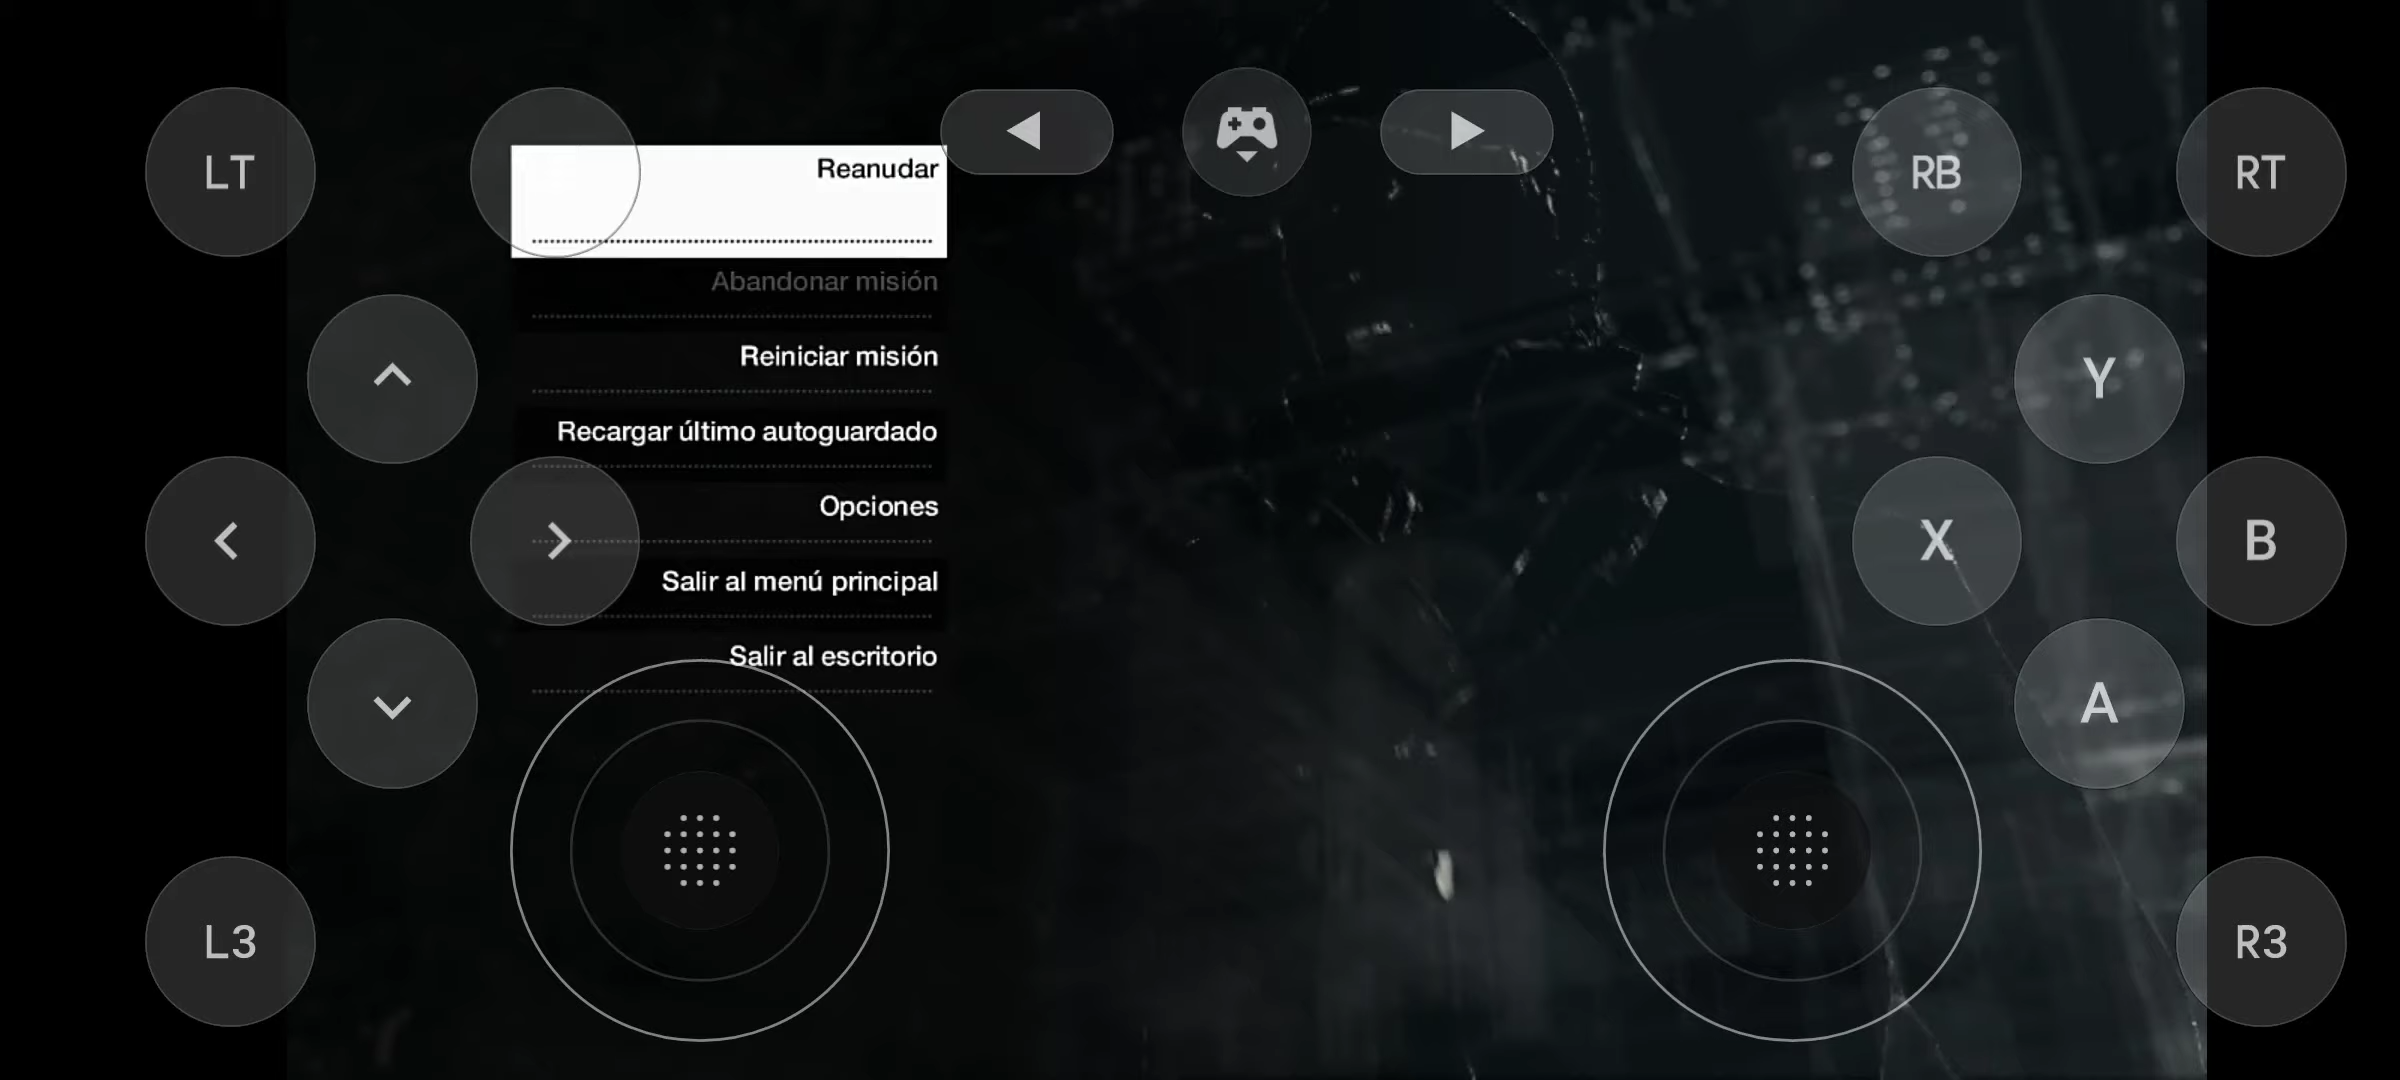 LT
RB
RT
Reanudar
Abandonar misión
Reiniciar misión
Y
Recargar último autoguardado
Opciones
X
B
Salir al menú principal
Salir al escritorio
A
L3
R3